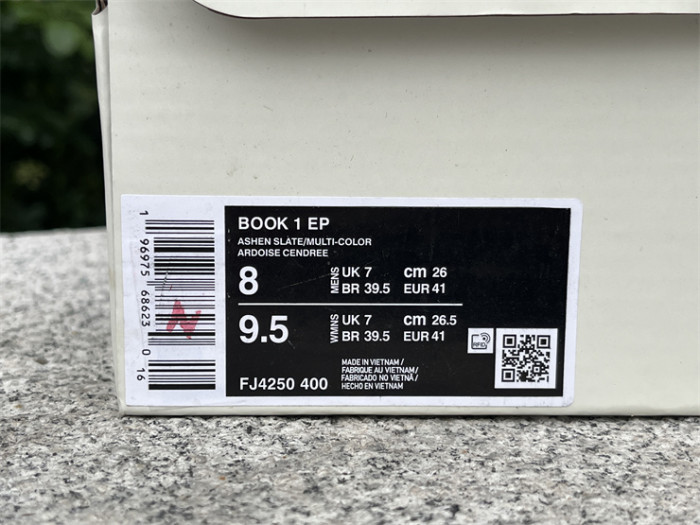 1 96975 68623 0 16
N
BOOK 1 EP
ASHEN SLATE/MULTI-COLOR
ARDOISE CENDREE
8 MENS UK 7 cm 26
BR 39.5 EUR 41
9.5 WMNS UK 7 cm 26.5
BR 39.5 EUR 41
FJ4250 400
MADE IN VIETNAM /
FABRIQUE AU VIETNAM /
FABRICADO NO VIETNÃ /
HECHO EN VIETNAM
RFID